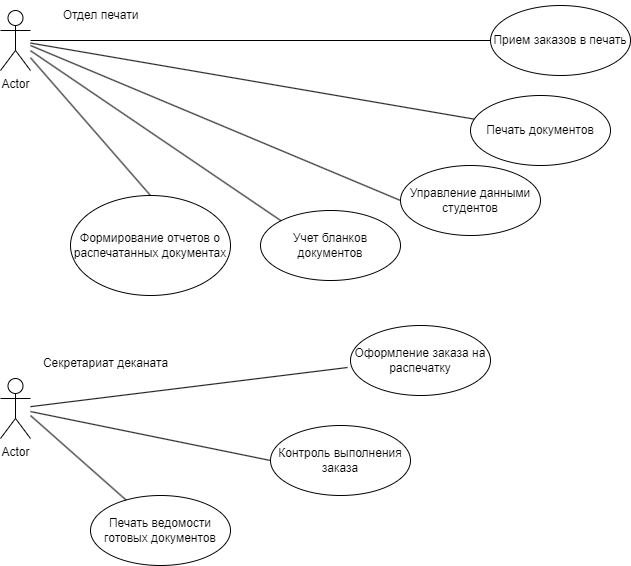 Отдел печати
Actor
Прием заказов в печать
Печать документов
Управление данными
студентов
Формирование отчетов о
распечатанных документах
Учет бланков
документов
Секретариат деканата
Actor
Оформление заказа на
распечатку
Контроль выполнения
заказа
Печать ведомости
готовых документов